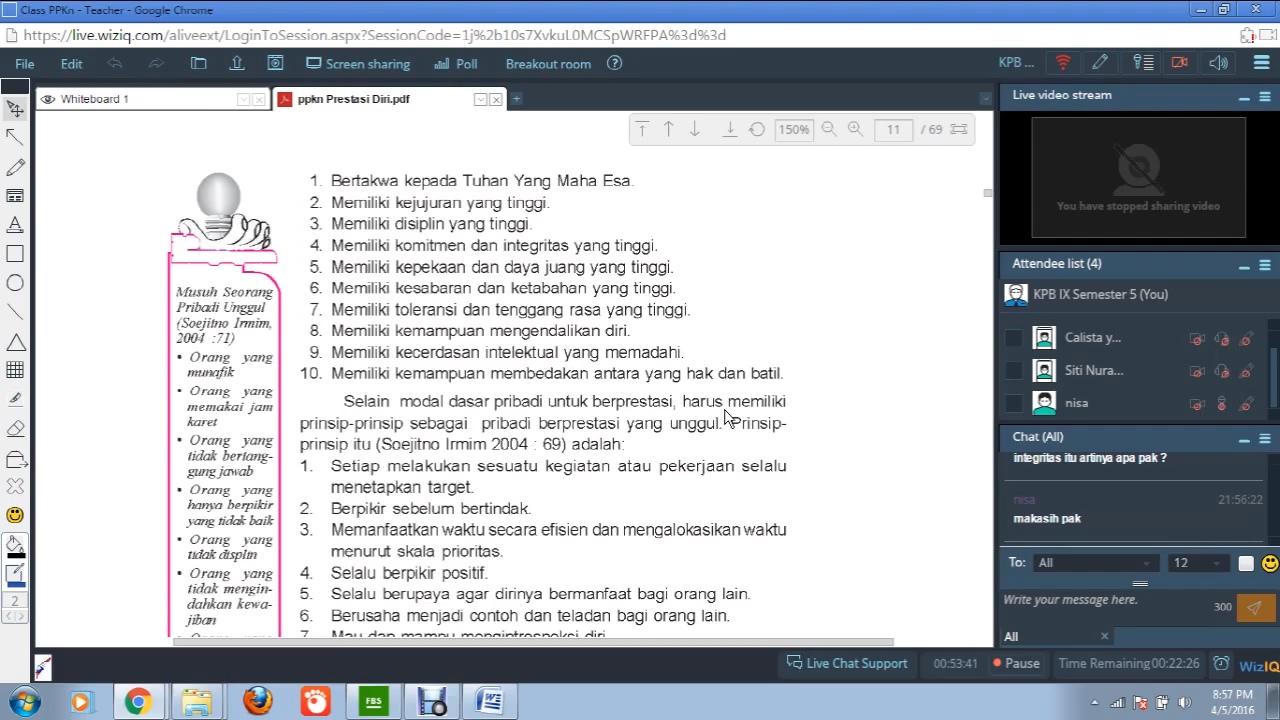 Class PPKn - Teacher - Google Chrome
https://live.wiziq.com/aliveext/LoginToSession.aspx?SessionCode=1j%2b10s7XvkuL0MCSpWRFPA%3d%3d
File Edit Screen sharing Poll Breakout room KPB ...
Whiteboard 1
ppkn Prestasi Diri.pdf
150% 11 / 69
1. Bertakwa kepada Tuhan Yang Maha Esa.
2. Memiliki kejujuran yang tinggi.
3. Memiliki disiplin yang tinggi.
4. Memiliki komitmen dan integritas yang tinggi.
5. Memiliki kepekaan dan daya juang yang tinggi.
6. Memiliki kesabaran dan ketabahan yang tinggi.
7. Memiliki toleransi dan tenggang rasa yang tinggi.
8. Memiliki kemampuan mengendalikan diri.
9. Memiliki kecerdasan intelektual yang memadahi.
10. Memiliki kemampuan membedakan antara yang hak dan batil.
Selain modal dasar pribadi untuk berprestasi, harus memiliki
prinsip-prinsip sebagai pribadi berprestasi yang unggul. Prinsip-
prinsip itu (Soejitno Irmim 2004 : 69) adalah:
1. Setiap melakukan sesuatu kegiatan atau pekerjaan selalu
menetapkan target.
2. Berpikir sebelum bertindak.
3. Memanfaatkan waktu secara efisien dan mengalokasikan waktu
menurut skala prioritas.
4. Selalu berpikir positif.
5. Selalu berupaya agar dirinya bermanfaat bagi orang lain.
6. Berusaha menjadi contoh dan teladan bagi orang lain.
7. Mau dan mampu mengintrospeksi diri.
Musuh Seorang
Pribadi Unggul
(Soejitno Irmim,
2004 :71)
• Orang yang
munafik
• Orang yang
memakai jam
karet
• Orang yang
tidak bertang-
gung jawab
• Orang yang
hanya berpikir
yang tidak baik
• Orang yang
tidak displin
• Orang yang
tidak mengin-
dahkan kewa-
jiban
Live video stream
You have stopped sharing video
Attendee list (4)
KPB IX Semester 5 (You)
Calista y...
Siti Nura...
nisa
Chat (All)
integritas itu artinya apa pak ?
nisa 21:56:22
makasih pak
To: All 12
Write your message here. 300
All
Live Chat Support 00:53:41 Pause Time Remaining 00:22:26 WizIQ
2
FBS
8:57 PM
4/5/2016